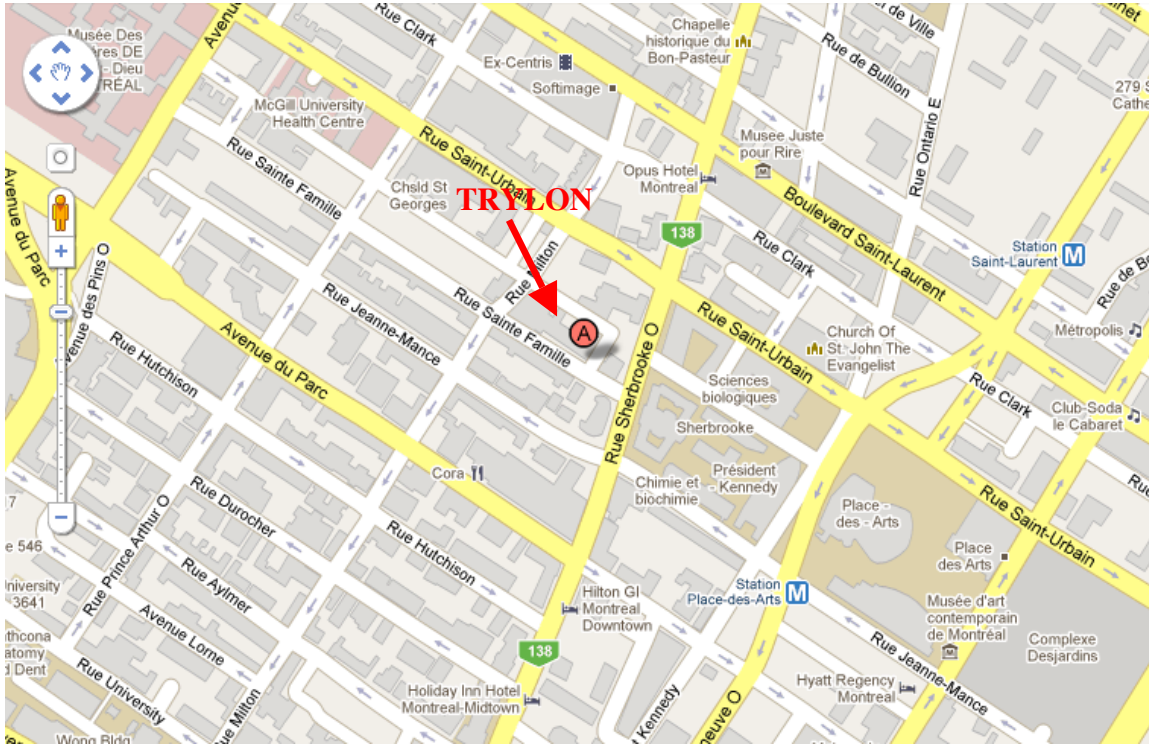 Musée Des
DE
Dieu
Rue Clark
Chapelle
historique du
Bon-Pasteur
de Ville
Rue de Bullion
Ex-Centris
Softimage
McGill University
Health Centre
Rue Saint-Urbain
Rue Sainte Famille
Chsld St
Georges
TRYLON
Opus Hotel
Montreal
Musee Juste
pour Rire
Rue Ontario E
279
138
Boulevard Saint-Laurent
Rue Clark
Station
Saint-Laurent
M
Rue de
Avenue du Parc
Avenue des Pins O
Rue Milton
A
Rue Jeanne-Mance
Rue Sainte Famille
Rue Hutchison
Avenue du Parc
Rue Sherbrooke O
Rue Saint-Urbain
Church Of
St. John The
Evangelist
Métropolis
Rue Clark
Club-Soda
le Cabaret
Sciences
biologiques
Sherbrooke
Président
- Kennedy
Chimie et
biochimie
Cora
Rue Durocher
Rue Prince Arthur O
Rue Hutchison
Place -
des - Arts
Rue Saint-Urbain
Place
des Arts
546
3641
Rue Aylmer
Avenue Lorne
Station
Place-des-Arts
M
Hilton GI
Montreal
Downtown
Musée d'art
contemporain
de Montréal
Complexe
Desjardins
138
Rue Jeanne-Mance
Hyatt Regency
Montreal
Holiday Inn Hotel
Montreal-Midtown
Rue University
Rue Milton
Kennedy
Wong Bldg